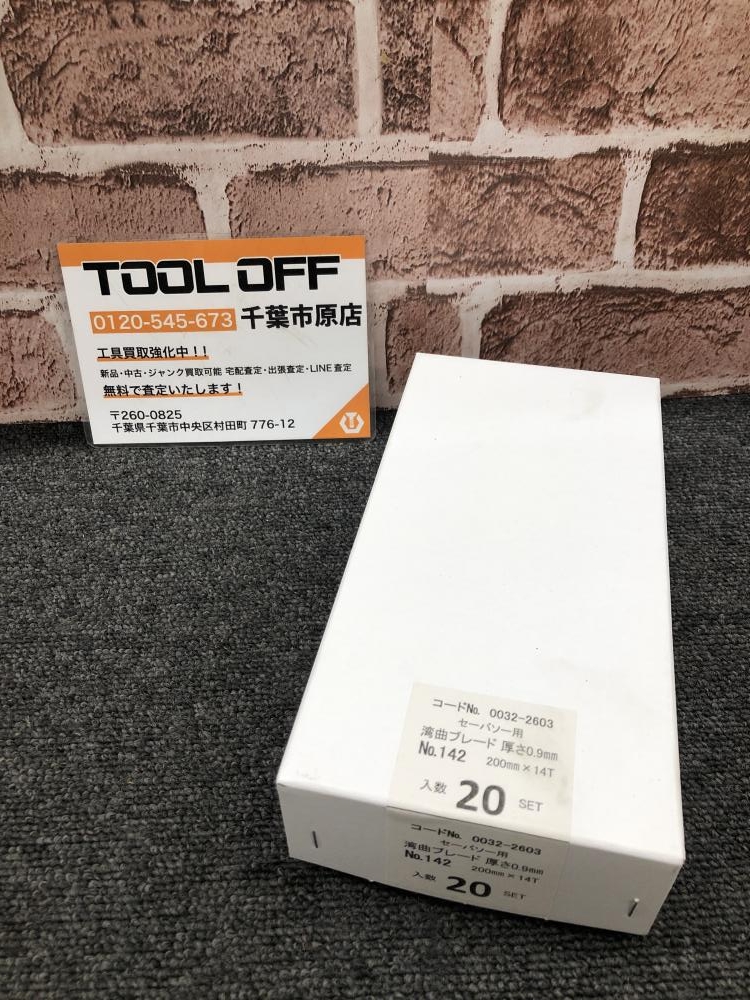 TOOL OFF
0120-545-673 千葉市原店
工具買取強化中！！
新品・中古・ジャンク買取可能 宅配査定・出張査定・LINE査定
無料で査定いたします！
〒260-0825
千葉県千葉市中央区村田町 776-12
コードNo. 0032-2603
セーバソー用
湾曲ブレード 厚さ0.9mm
No.142 200mm×14T
入数 20 SET
コードNo. 0032-2603
セーバソー用
湾曲ブレード 厚さ0.9mm
No.142 200mm×14T
入数 20 SET